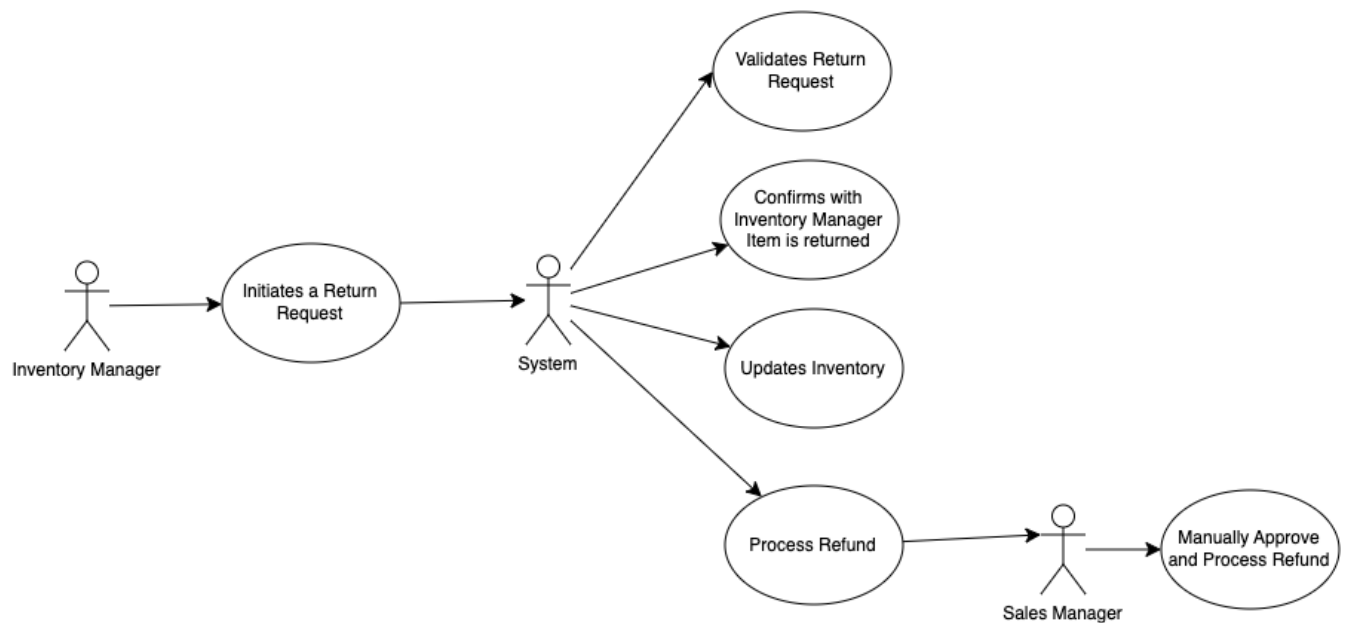 Validates Return
Request
Confirms with
Inventory Manager
Item is returned
Initiates a Return
Request
Inventory Manager
System
Updates Inventory
Process Refund
Manually Approve
and Process Refund
Sales Manager